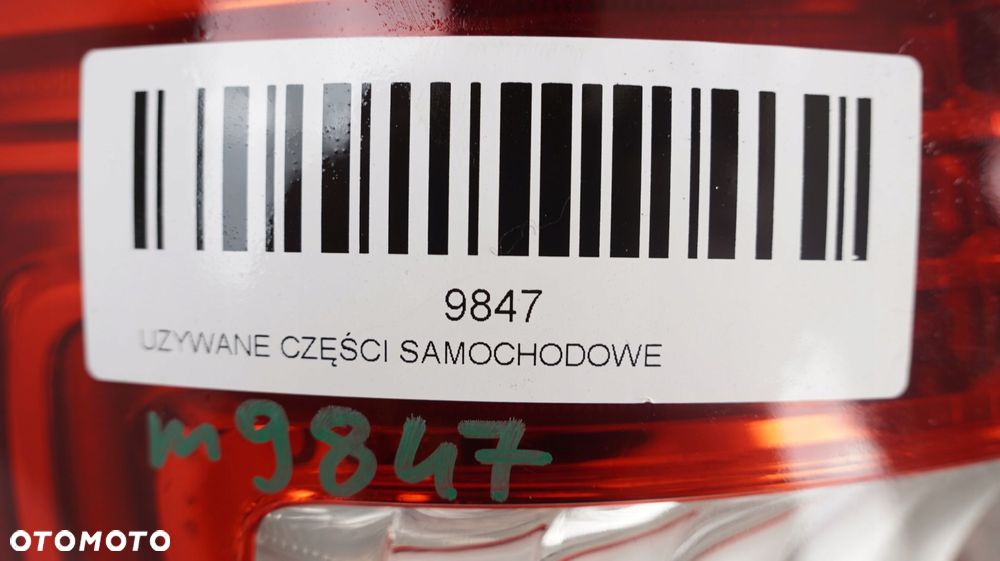 9847
UZYWANE CZĘŚCI SAMOCHODOWE
m9847
OTOMOTO